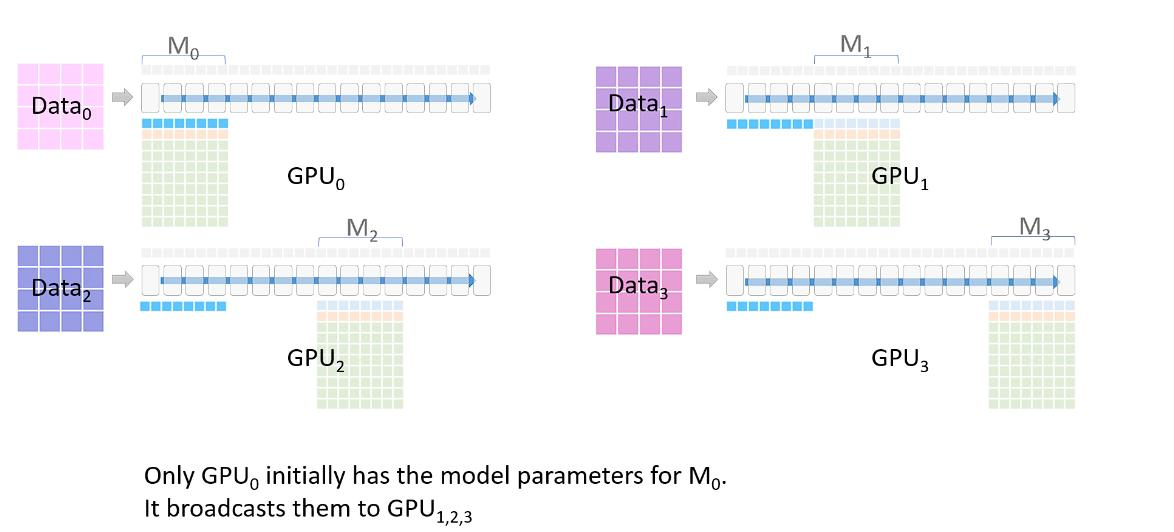 M₀
M₁
Data₀
Data₁
GPU₀
GPU₁
M₂
M₃
Data₂
Data₃
GPU₂
GPU₃
Only GPU₀ initially has the model parameters for M₀.
It broadcasts them to GPU₁,₂,₃